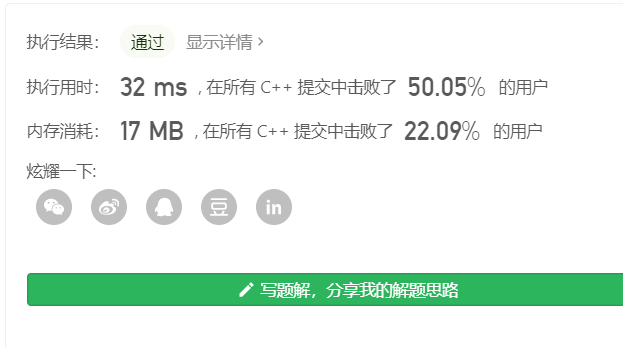 执行结果： 通过 显示详情 >
执行用时： 32 ms , 在所有 C++ 提交中击败了 50.05% 的用户
内存消耗： 17 MB , 在所有 C++ 提交中击败了 22.09% 的用户
炫耀一下:
豆 in
写题解，分享我的解题思路